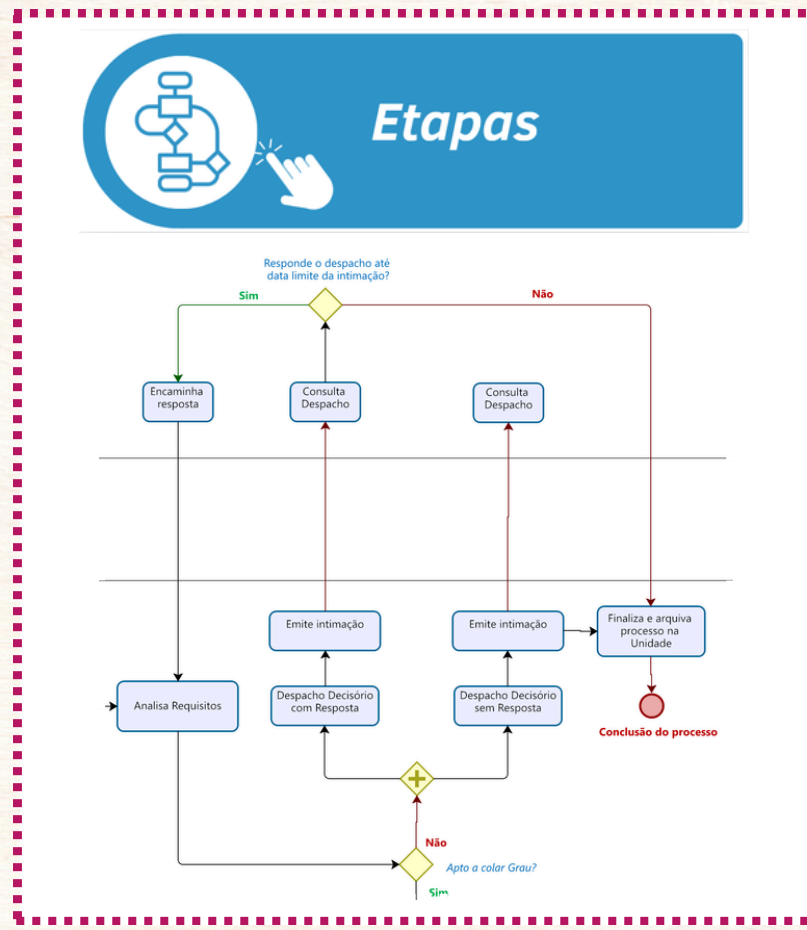 Etapas
Responde o despacho até
data limite da intimação?
Sim
Não
Encaminha
resposta
Consulta
Despacho
Consulta
Despacho
Emite intimação
Emite intimação
Finaliza e arquiva
processo na
Unidade
Analisa Requisitos
Despacho Decisório
com Resposta
Despacho Decisório
sem Resposta
Conclusão do processo
Não
Apto a colar Grau?
Sim